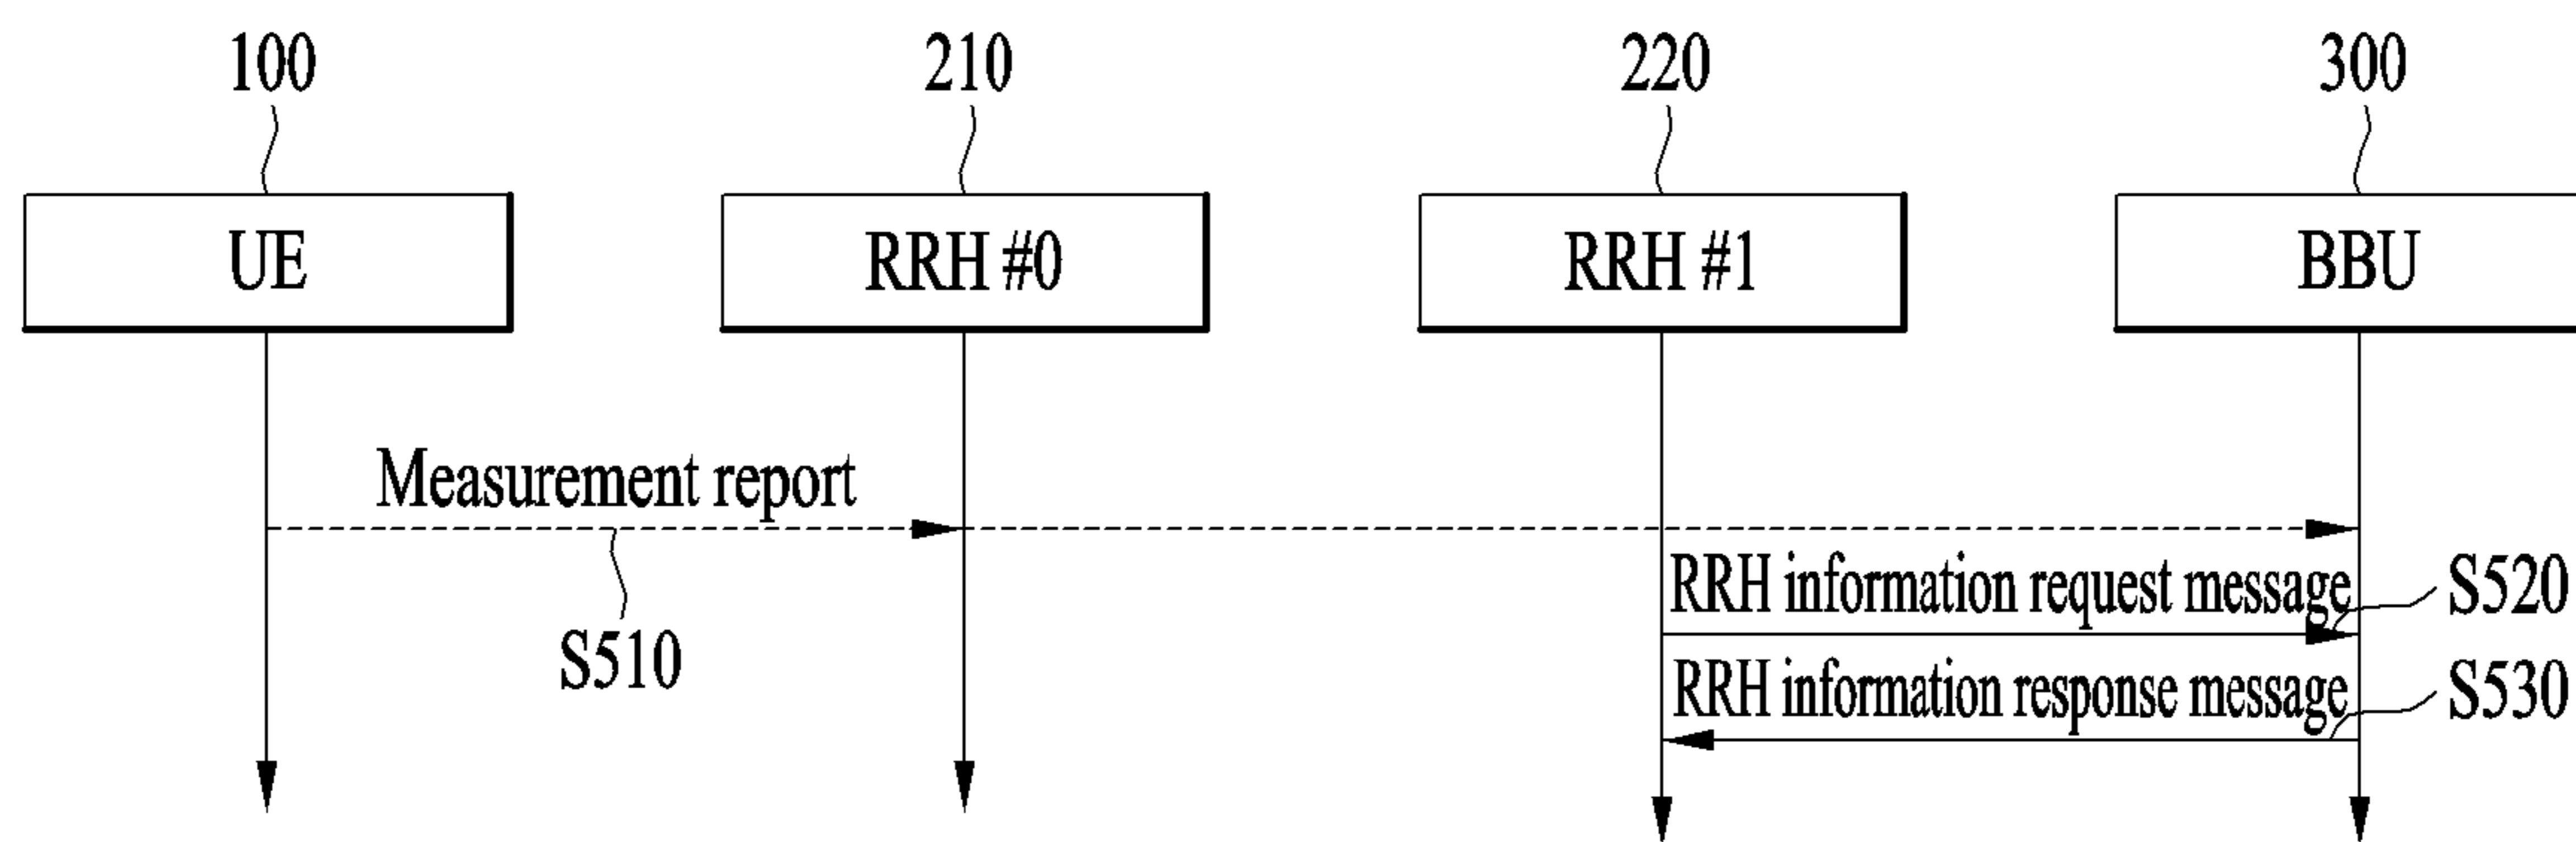 100 210 220 300
UE RRH #0 RRH #1 BBU
Measurement report
RRH information request message S520
S510
RRH information response message S530